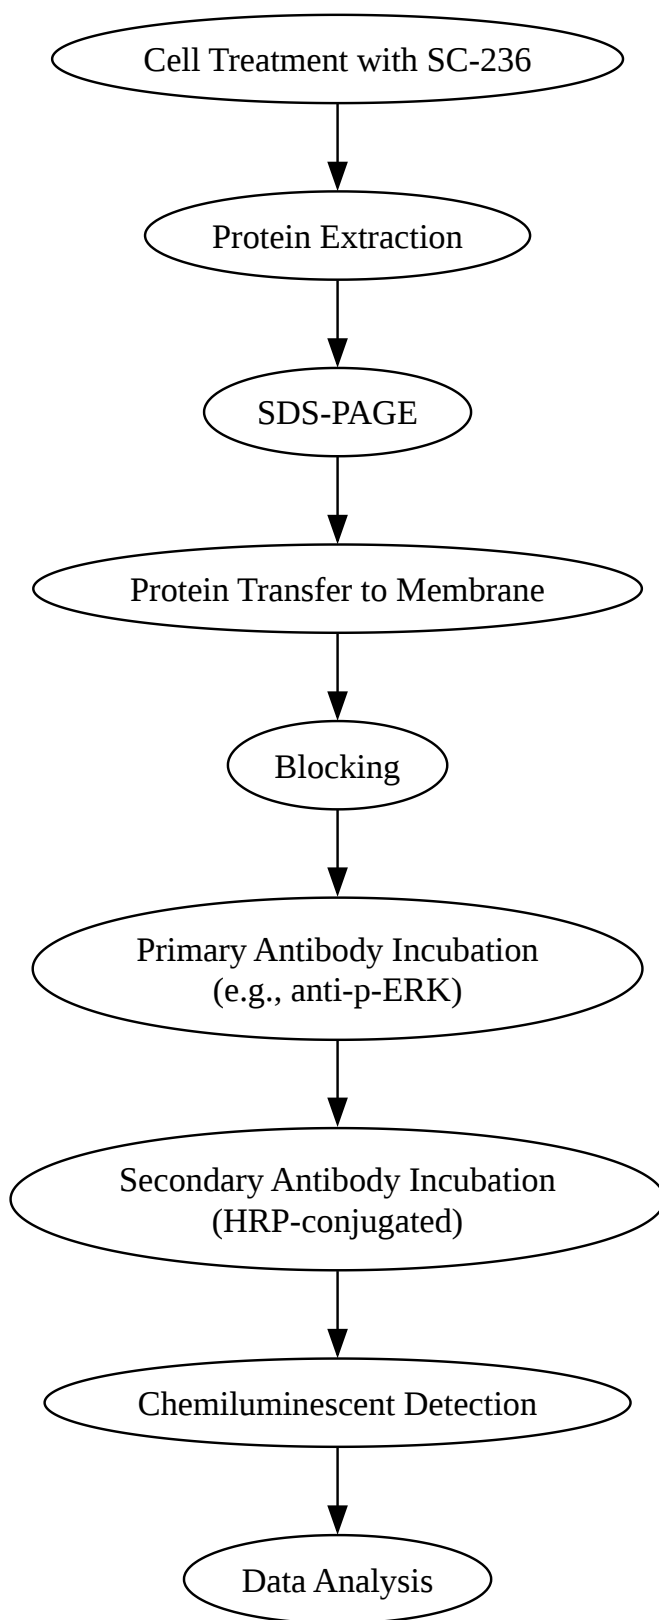 Cell Treatment with SC-236
Protein Extraction
SDS-PAGE
Protein Transfer to Membrane
Blocking
Primary Antibody Incubation
(e.g., anti-p-ERK)
Secondary Antibody Incubation
(HRP-conjugated)
Chemiluminescent Detection
Data Analysis